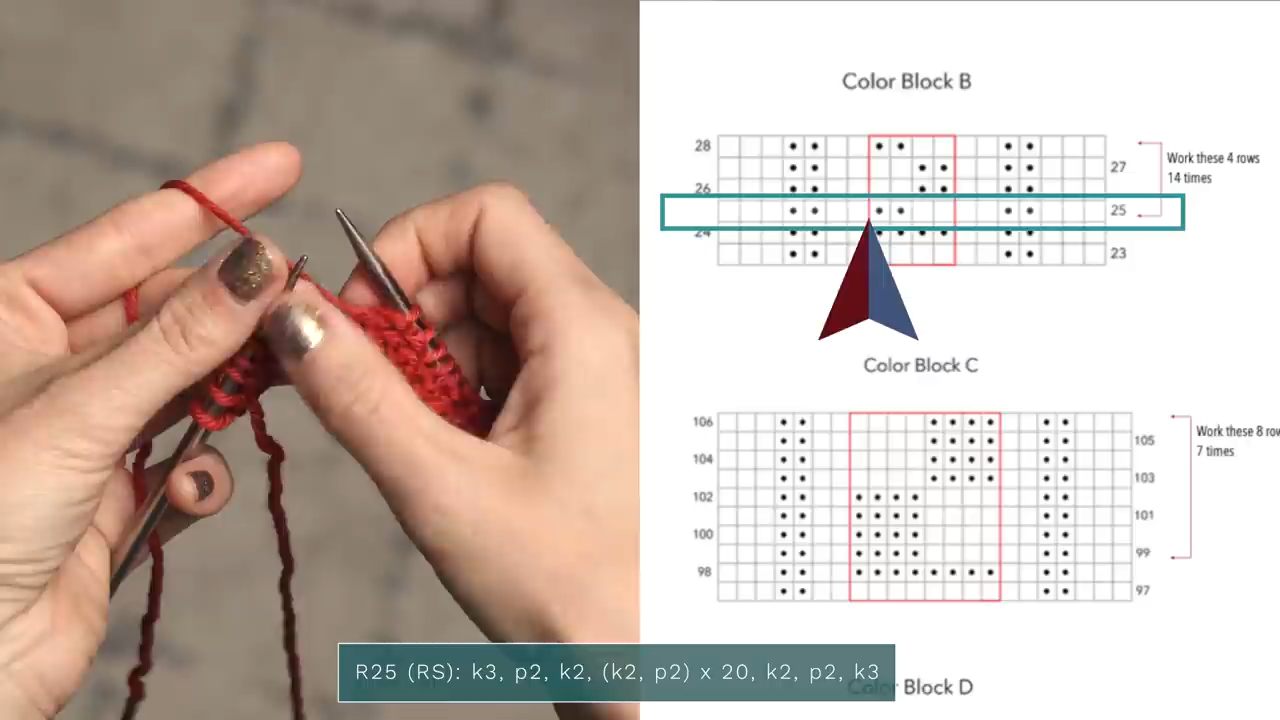 Color Block B
28
27
26
25
24
23
Work these 4 rows
14 times
Color Block C
106
105
104
103
102
101
100
99
98
97
Work these 8 row
7 times
R25 (RS): k3, p2, k2, (k2, p2) x 20, k2, p2, k3
Color Block D